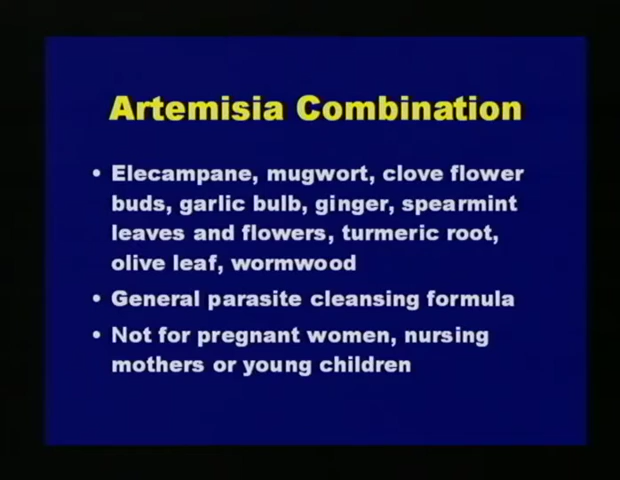 Artemisia Combination
• Elecampane, mugwort, clove flower
buds, garlic bulb, ginger, spearmint
leaves and flowers, turmeric root,
olive leaf, wormwood
• General parasite cleansing formula
• Not for pregnant women, nursing
mothers or young children